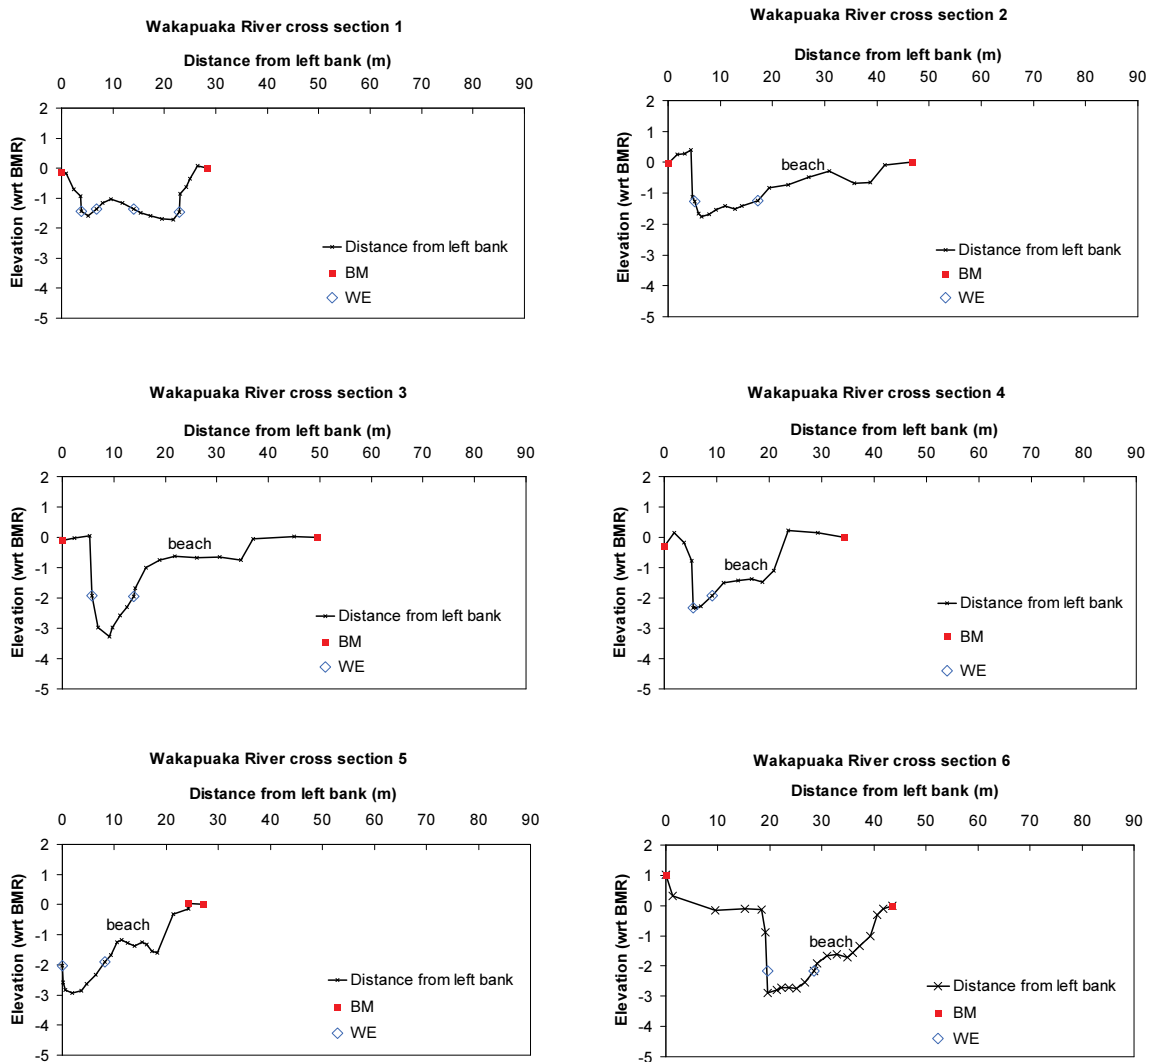 Wakapuaka River cross section 1
Distance from left bank (m)
0 10 20 30 40 50 60 70 80 90
2
1
0
-1
-2
-3
-4
-5
Elevation (wrt BMR)
Distance from left bank
BM
WE
Wakapuaka River cross section 2
Distance from left bank (m)
0 10 20 30 40 50 60 70 80 90
2
1
0
-1
-2
-3
-4
-5
Elevation (wrt BMR)
beach
Distance from left bank
BM
WE
Wakapuaka River cross section 3
Distance from left bank (m)
0 10 20 30 40 50 60 70 80 90
2
1
0
-1
-2
-3
-4
-5
Elevation (wrt BMR)
beach
Distance from left bank
BM
WE
Wakapuaka River cross section 4
Distance from left bank (m)
0 10 20 30 40 50 60 70 80 90
2
1
0
-1
-2
-3
-4
-5
Elevation (wrt BMR)
beach
Distance from left bank
BM
WE
Wakapuaka River cross section 5
Distance from left bank (m)
0 10 20 30 40 50 60 70 80 90
2
1
0
-1
-2
-3
-4
-5
Elevation (wrt BMR)
beach
Distance from left bank
BM
WE
Wakapuaka River cross section 6
Distance from left bank (m)
0 10 20 30 40 50 60 70 80 90
2
1
0
-1
-2
-3
-4
-5
Elevation (wrt BMR)
beach
Distance from left bank
BM
WE